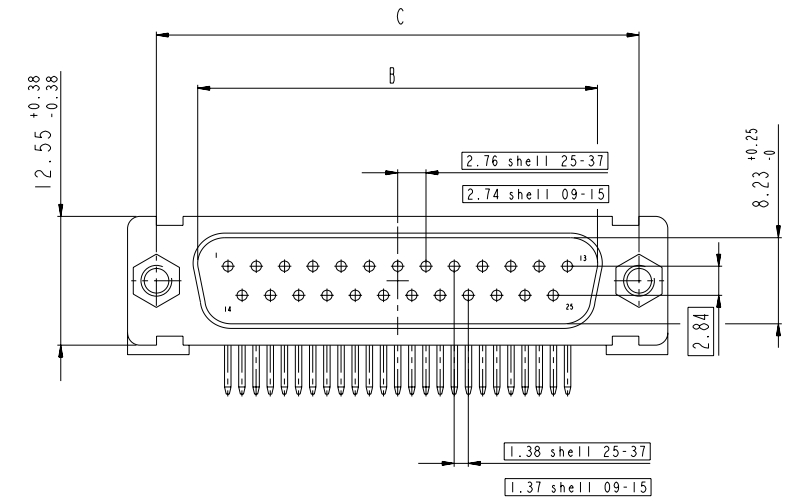 C
B
12.55 +0.38 -0.38
2.76 shell 25-37
2.74 shell 09-15
8.23 +0.25 -0
1
13
14
25
2.84
1.38 shell 25-37
1.37 shell 09-15